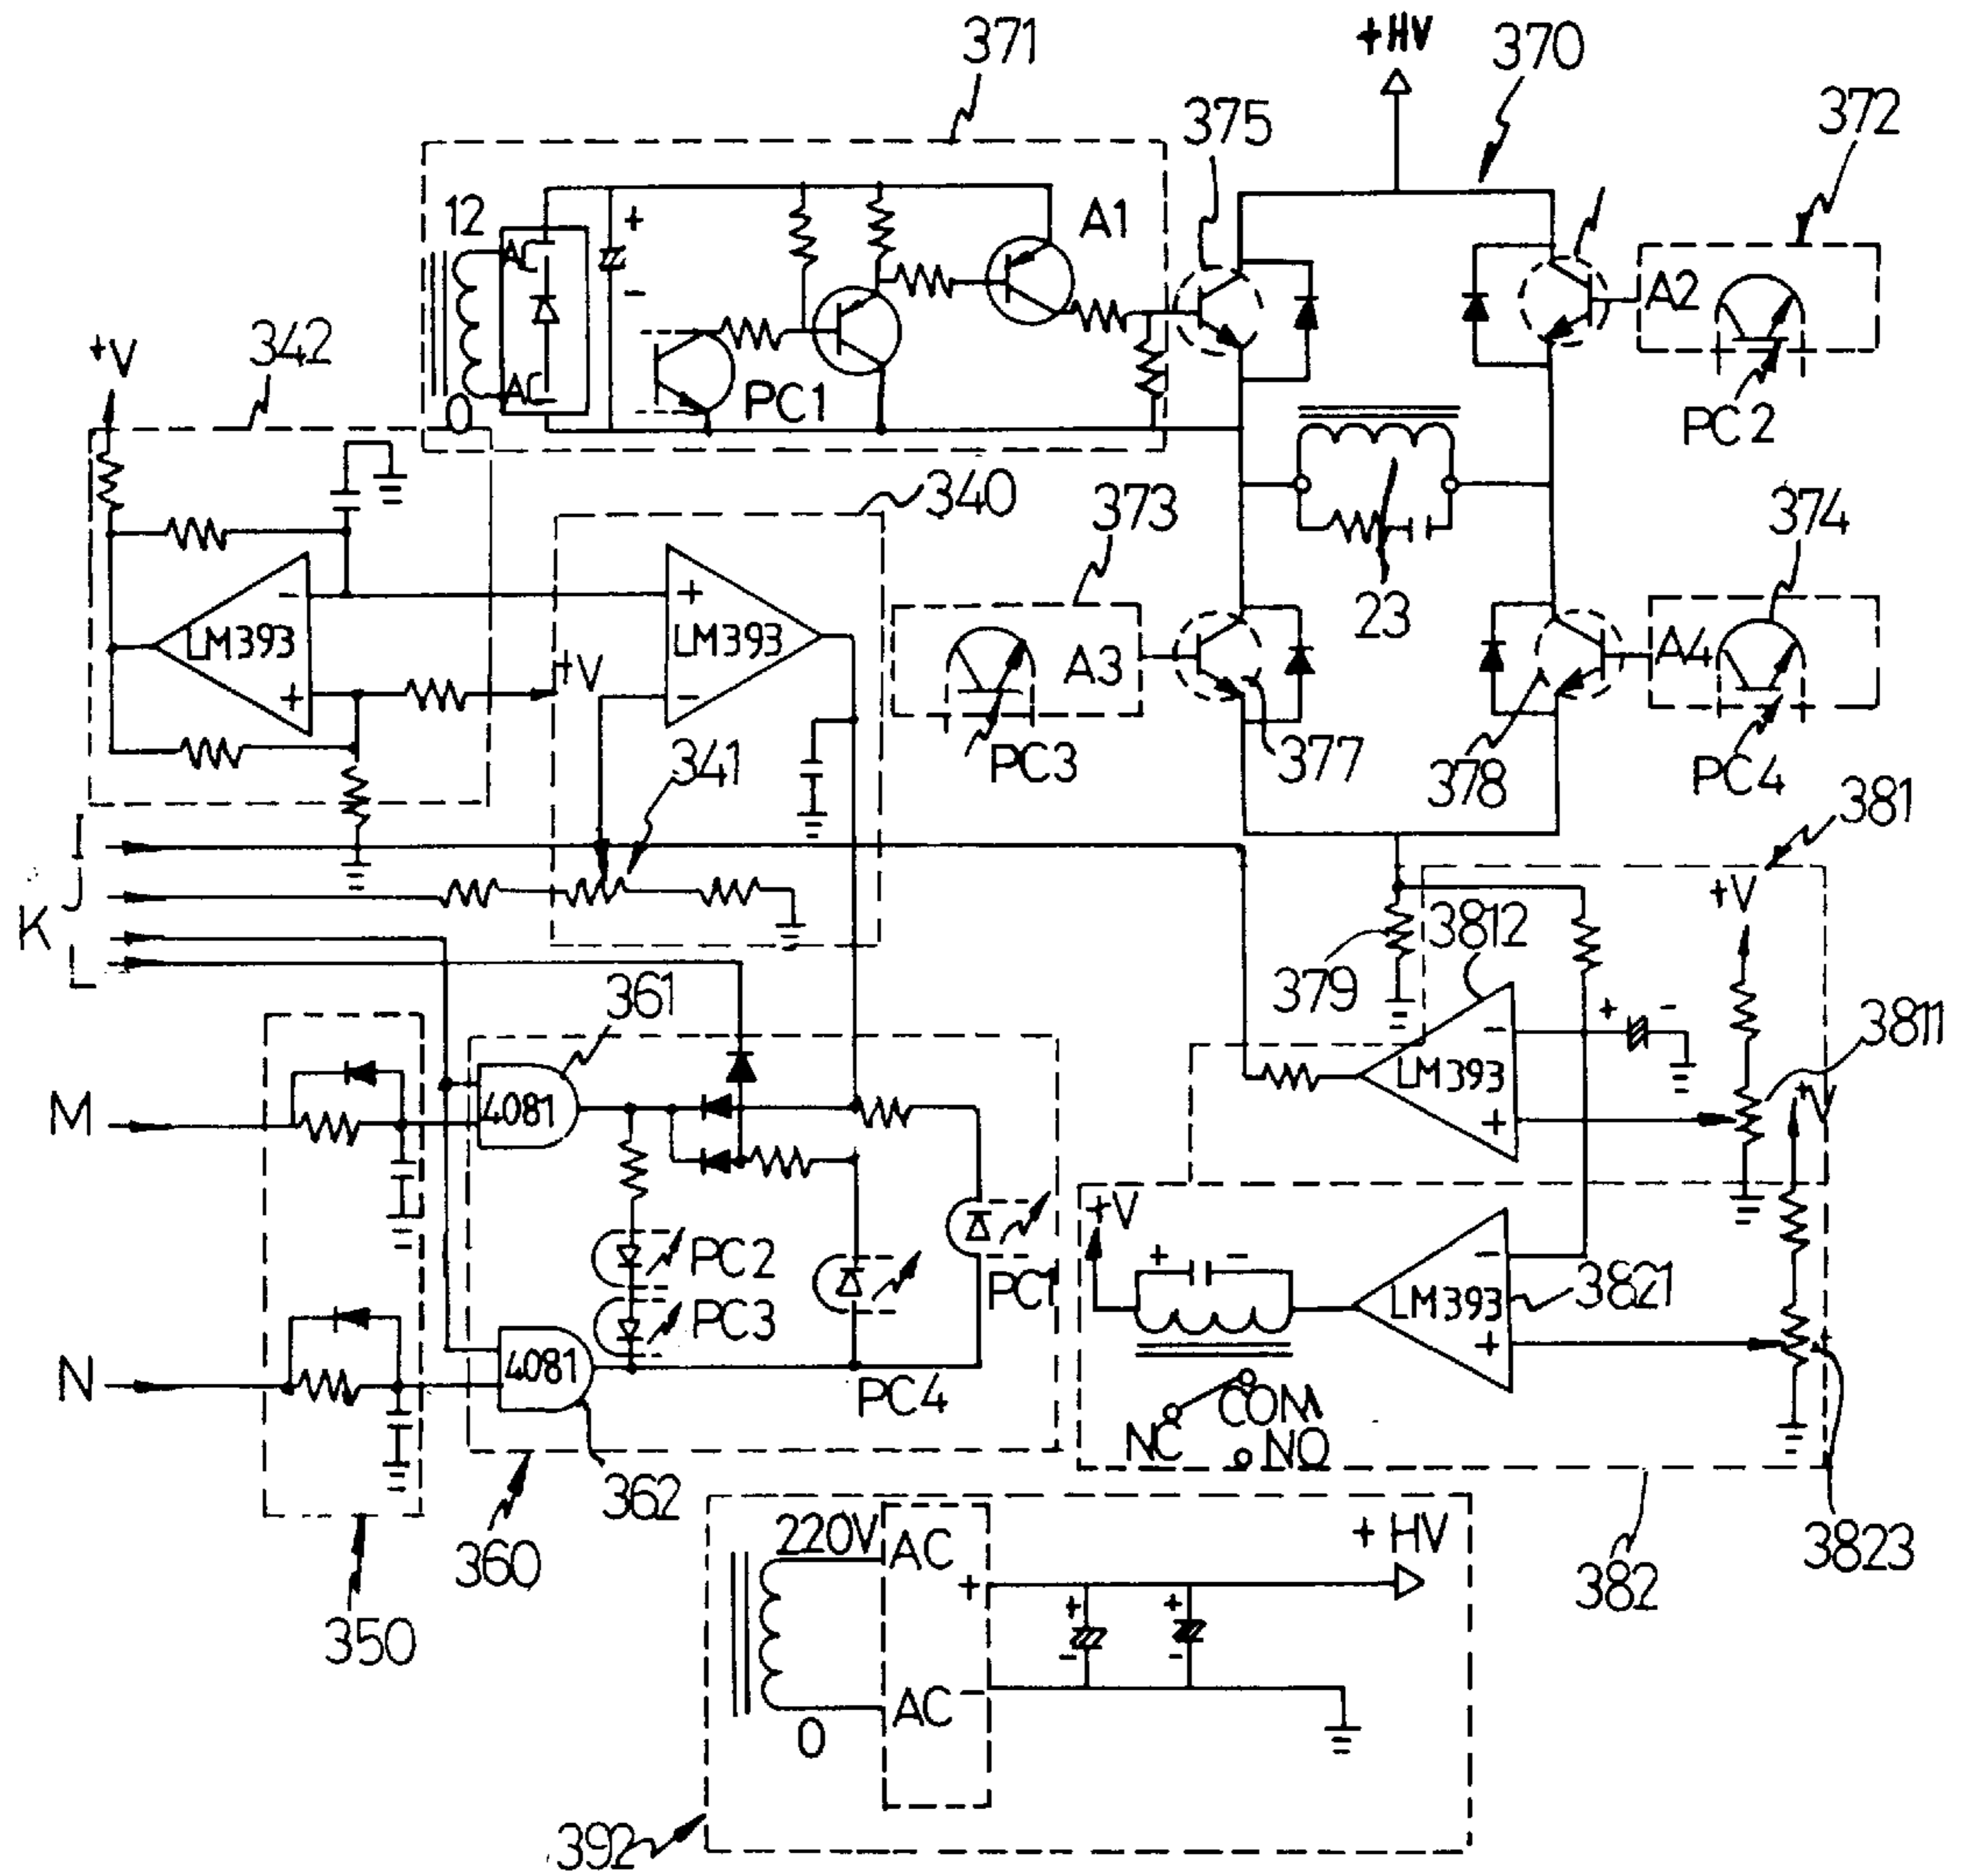 371
+HV
370
375
372
12
+
A1
AC
-
A2
342
+V
AC
PC1
0
PC2
340
373
374
-
+
LM393
LM393
23
A3
A4
+
+V
-
341
PC3
377
378
PC4
381
I
J
+V
K
3812
L
379
361
+
-
3811
-
LM393
+V
M
4081
+
+V
PC2
+
-
-
PC1
3821
PC3
LM393
+
N
4081
PC4
COM
NC
NO
362
220V
AC
+HV
3823
360
+
382
+
+
350
-
-
AC
-
0
392